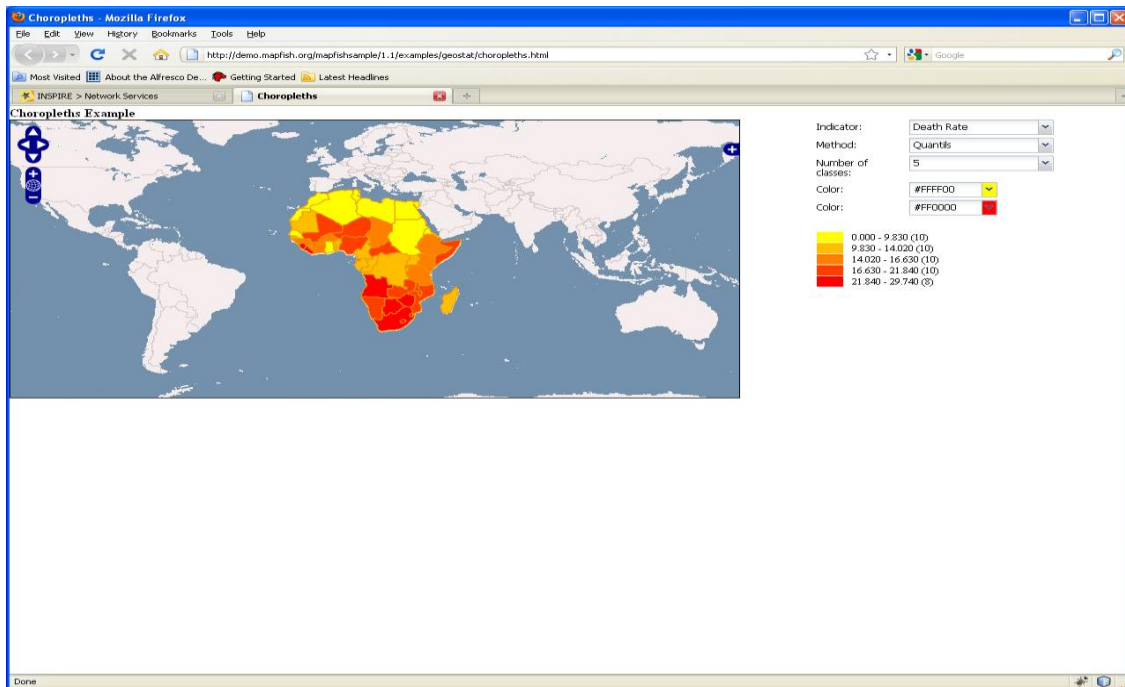 Choropleths - Mozilla Firefox
File Edit View History Bookmarks Tools Help
http://demo.mapfish.org/mapfishsample/1.1/examples/geostat/choropleths.html
Google
Most Visited About the Alfresco De... Getting Started Latest Headlines
INSPIRE > Network Services Choropleths
Choropleths Example
Indicator: Death Rate
Method: Quantils
Number of classes: 5
Color: #FFFF00
Color: #FF0000
0.000 - 9.830 (10)
9.830 - 14.020 (10)
14.020 - 16.630 (10)
16.630 - 21.840 (10)
21.840 - 29.740 (8)
Done